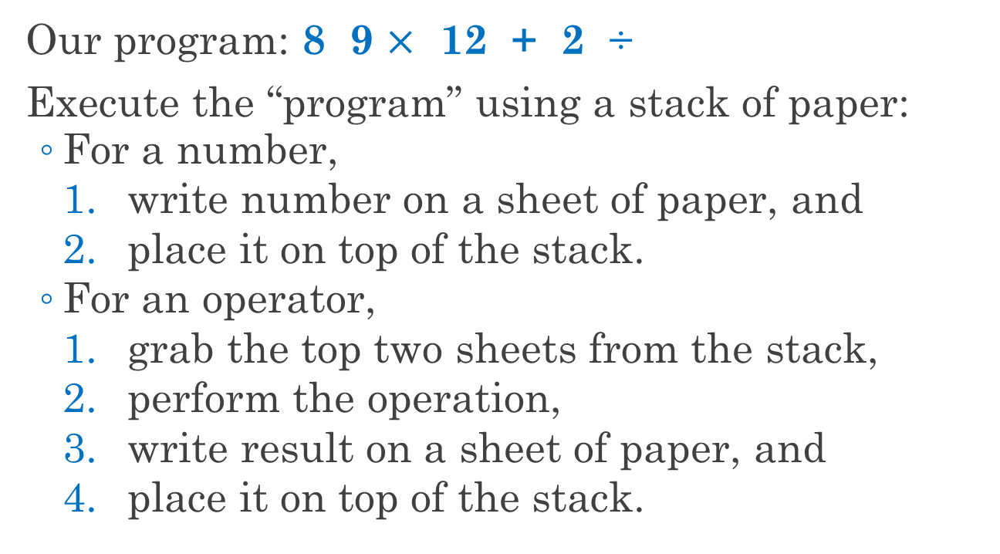 Our program: 8 9 × 12 + 2 ÷
Execute the “program” using a stack of paper:
◦ For a number,
1. write number on a sheet of paper, and
2. place it on top of the stack.
◦ For an operator,
1. grab the top two sheets from the stack,
2. perform the operation,
3. write result on a sheet of paper, and
4. place it on top of the stack.